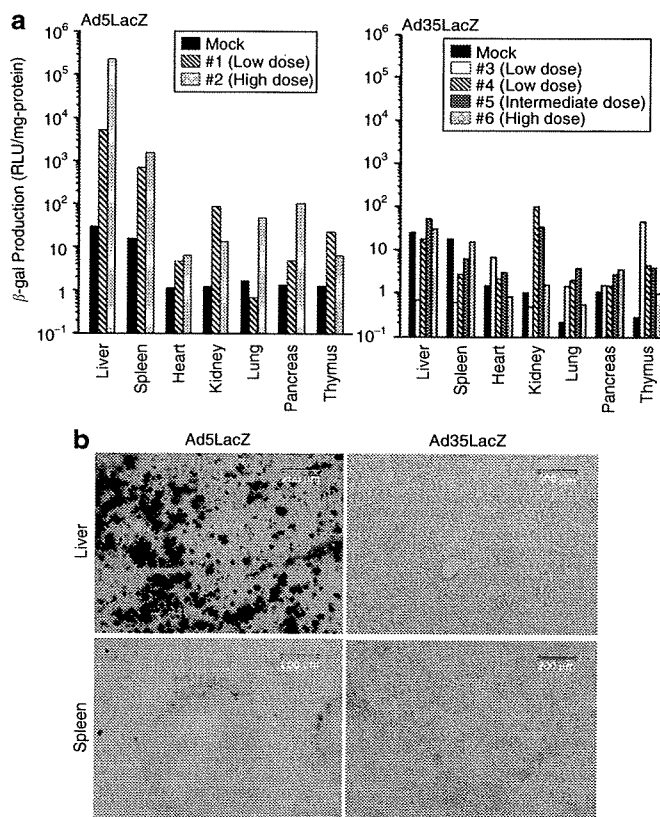 a
Ad5LacZ
Mock
#1 (Low dose)
#2 (High dose)
β-gal Production (RLU/mg-protein)
10^6
10^5
10^4
10^3
10^2
10
1
10^-1
Liver
Spleen
Heart
Kidney
Lung
Pancreas
Thymus
Ad35LacZ
Mock
#3 (Low dose)
#4 (Low dose)
#5 (Intermediate dose)
#6 (High dose)
10^6
10^5
10^4
10^3
10^2
10
1
10^-1
Liver
Spleen
Heart
Kidney
Lung
Pancreas
Thymus
b
Ad5LacZ
Ad35LacZ
Liver
Spleen